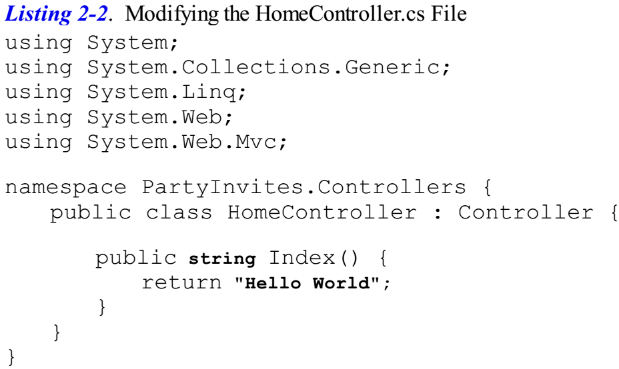 Listing 2-2. Modifying the HomeController.cs File
using System;
using System.Collections.Generic;
using System.Linq;
using System.Web;
using System.Web.Mvc;
namespace PartyInvites.Controllers {
    public class HomeController : Controller {
        public string Index() {
            return "Hello World";
        }
    }
}